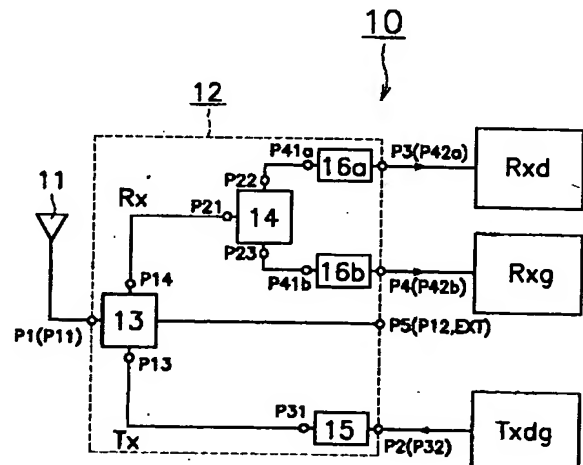 10
12
11
P41a
16a
P3(P42a)
Rxd
Rx
P22
P21
14
P23
P41b
16b
P4(P42b)
Rxg
P14
P1(P11)
13
P5(P12,EXT)
P13
P31
15
Tx
P2(P32)
Txdg